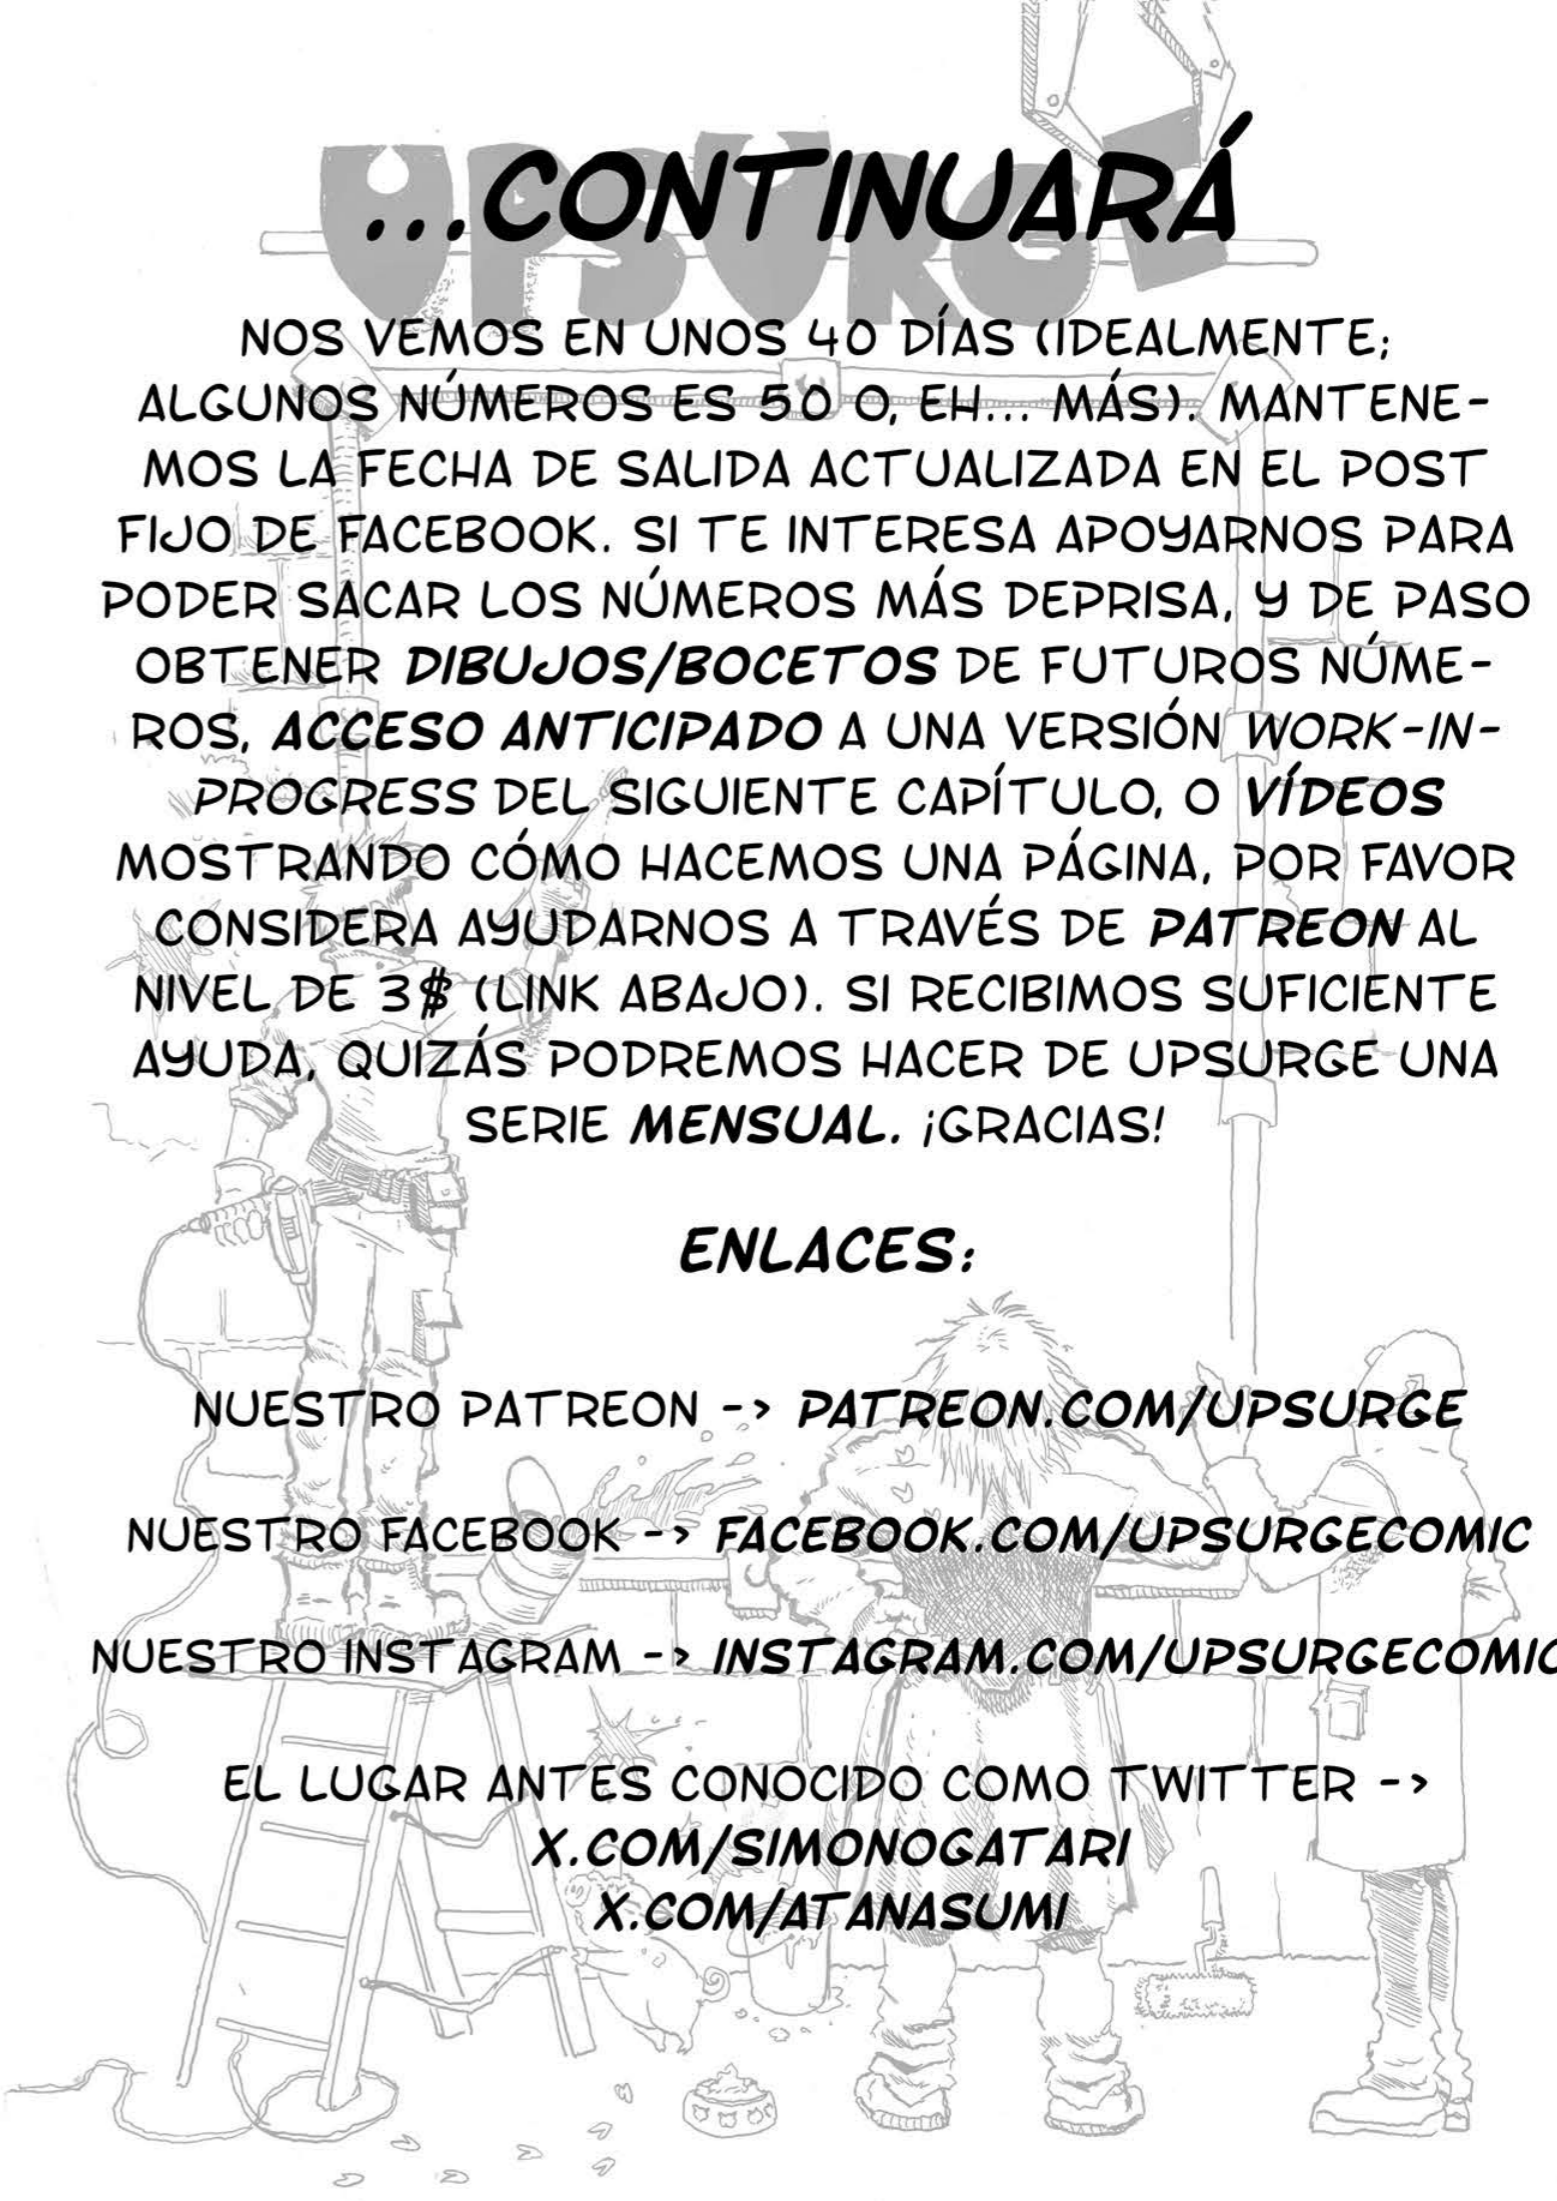 UPSURGE
...CONTINUARÁ
NOS VEMOS EN UNOS 40 DÍAS (IDEALMENTE;
ALGUNOS NÚMEROS ES 50 O, EH... MÁS). MANTENE-
MOS LA FECHA DE SALIDA ACTUALIZADA EN EL POST
FIJO DE FACEBOOK. SI TE INTERESA APOYARNOS PARA
PODER SACAR LOS NÚMEROS MÁS DEPRISA, Y DE PASO
OBTENER DIBUJOS/BOCETOS DE FUTUROS NÚME-
ROS, ACCESO ANTICIPADO A UNA VERSIÓN WORK-IN-
PROGRESS DEL SIGUIENTE CAPÍTULO, O VÍDEOS
MOSTRANDO CÓMO HACEMOS UNA PÁGINA, POR FAVOR
CONSIDERA AYUDARNOS A TRAVÉS DE PATREON AL
NIVEL DE 3$ (LINK ABAJO). SI RECIBIMOS SUFICIENTE
AYUDA, QUIZÁS PODREMOS HACER DE UPSURGE UNA
SERIE MENSUAL. ¡GRACIAS!
ENLACES:
NUESTRO PATREON -> PATREON.COM/UPSURGE
NUESTRO FACEBOOK -> FACEBOOK.COM/UPSURGECOMIC
NUESTRO INSTAGRAM -> INSTAGRAM.COM/UPSURGECOMIC
EL LUGAR ANTES CONOCIDO COMO TWITTER ->
X.COM/SIMONOGATARI
X.COM/ATANASUMI